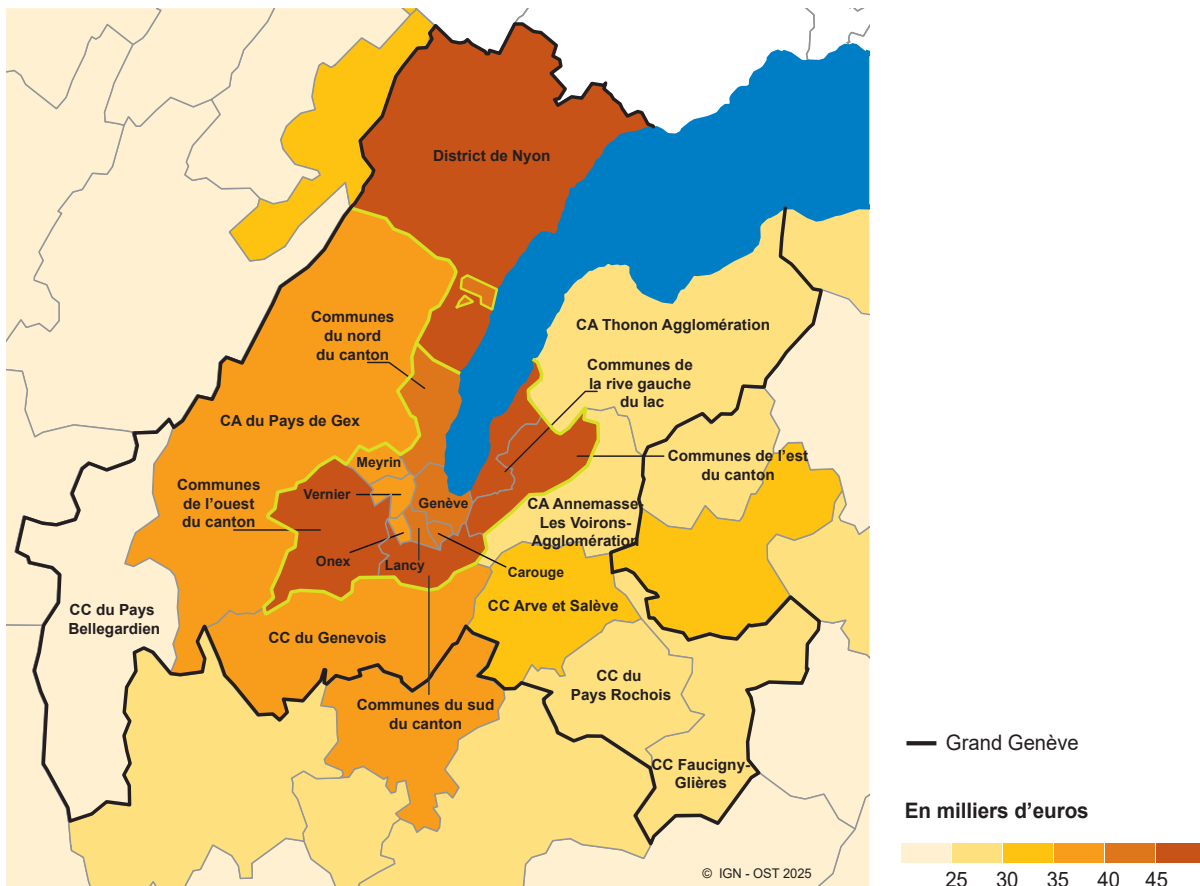 District de Nyon
Communes
du nord
du canton
CA Thonon Agglomération
Communes de
la rive gauche
du lac
CA du Pays de Gex
Meyrin
Communes de l'est
du canton
Communes
de l'ouest
du canton
Vernier
Genève
CA Annemasse-
Les Voirons-
Agglomération
Onex
Lancy
Carouge
CC du Pays
Bellegardien
CC Arve et Salève
CC du Genevois
CC du
Pays Rochois
Communes du sud
du canton
CC Faucigny-
Glières
© IGN - OST 2025
Grand Genève
En milliers d’euros
25 30 35 40 45